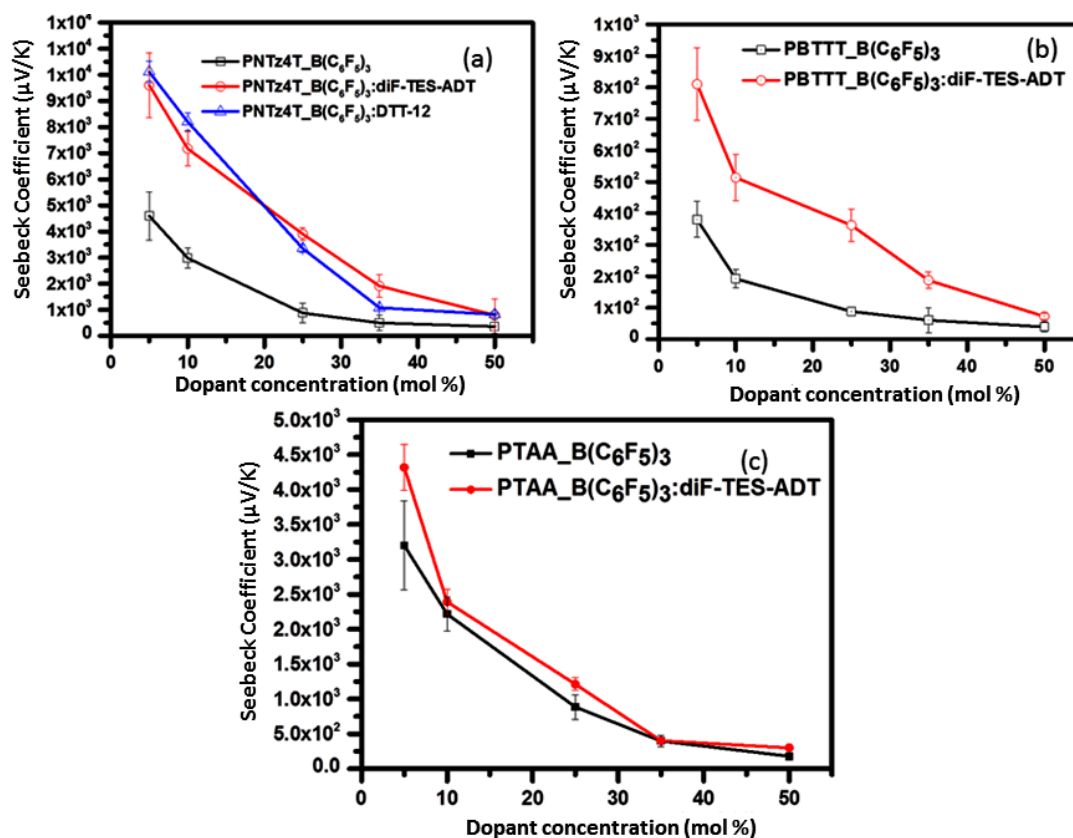 (a)
1x10⁴
1x10⁴
9x10³
8x10³
7x10³
6x10³
5x10³
4x10³
3x10³
2x10³
1x10³
0
Seebeck Coefficient (µV/K)
PNTz4T_B(C₆F₅)₃
PNTz4T_B(C₆F₅)₃:diF-TES-ADT
PNTz4T_B(C₆F₅)₃:DTT-12
0 10 20 30 40 50
Dopant concentration (mol %)
(b)
1x10³
9x10²
8x10²
7x10²
6x10²
5x10²
4x10²
3x10²
2x10²
1x10²
0
Seebeck Coefficient (µV/K)
PBTTT_B(C₆F₅)₃
PBTTT_B(C₆F₅)₃:diF-TES-ADT
0 10 20 30 40 50
Dopant concentration (mol %)
(c)
5.0x10³
4.5x10³
4.0x10³
3.5x10³
3.0x10³
2.5x10³
2.0x10³
1.5x10³
1.0x10³
5.0x10²
0.0
Seebeck Coefficient (µV/K)
PTAA_B(C₆F₅)₃
PTAA_B(C₆F₅)₃:diF-TES-ADT
0 10 20 30 40 50
Dopant concentration (mol %)